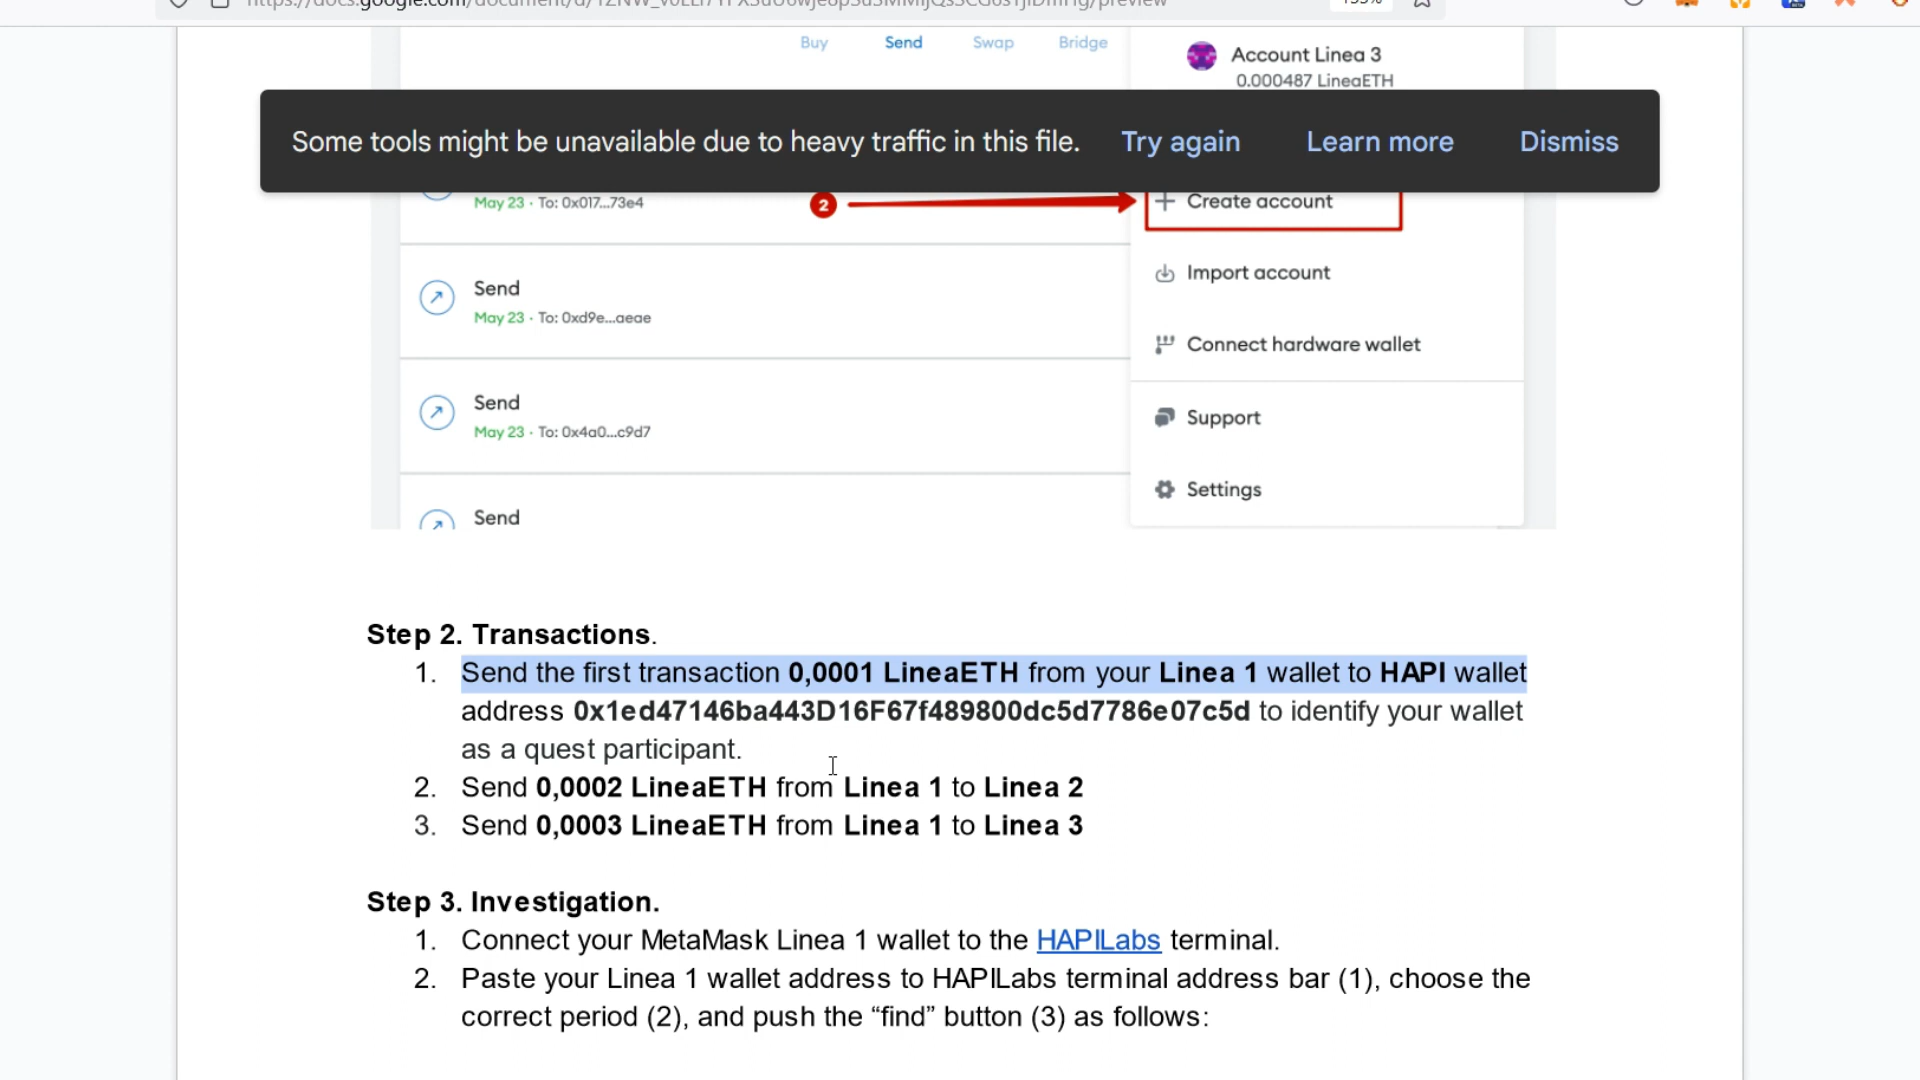 Buy Send Swap Bridge
Account Linea 3
0.000487 LineaETH
Some tools might be unavailable due to heavy traffic in this file. Try again Learn more Dismiss
May 23 · To: 0x017...73e4
2
Create account
Send
May 23 · To: 0xd9e...aeae
Import account
Connect hardware wallet
Send
May 23 · To: 0x4a0...c9d7
Support
Settings
Send
Step 2. Transactions.
1. Send the first transaction 0,0001 LineaETH from your Linea 1 wallet to HAPI wallet
address 0x1ed47146ba443D16F67f489800dc5d7786e07c5d to identify your wallet
as a quest participant.
2. Send 0,0002 LineaETH from Linea 1 to Linea 2
3. Send 0,0003 LineaETH from Linea 1 to Linea 3
Step 3. Investigation.
1. Connect your MetaMask Linea 1 wallet to the HAPILabs terminal.
2. Paste your Linea 1 wallet address to HAPILabs terminal address bar (1), choose the
correct period (2), and push the “find” button (3) as follows: